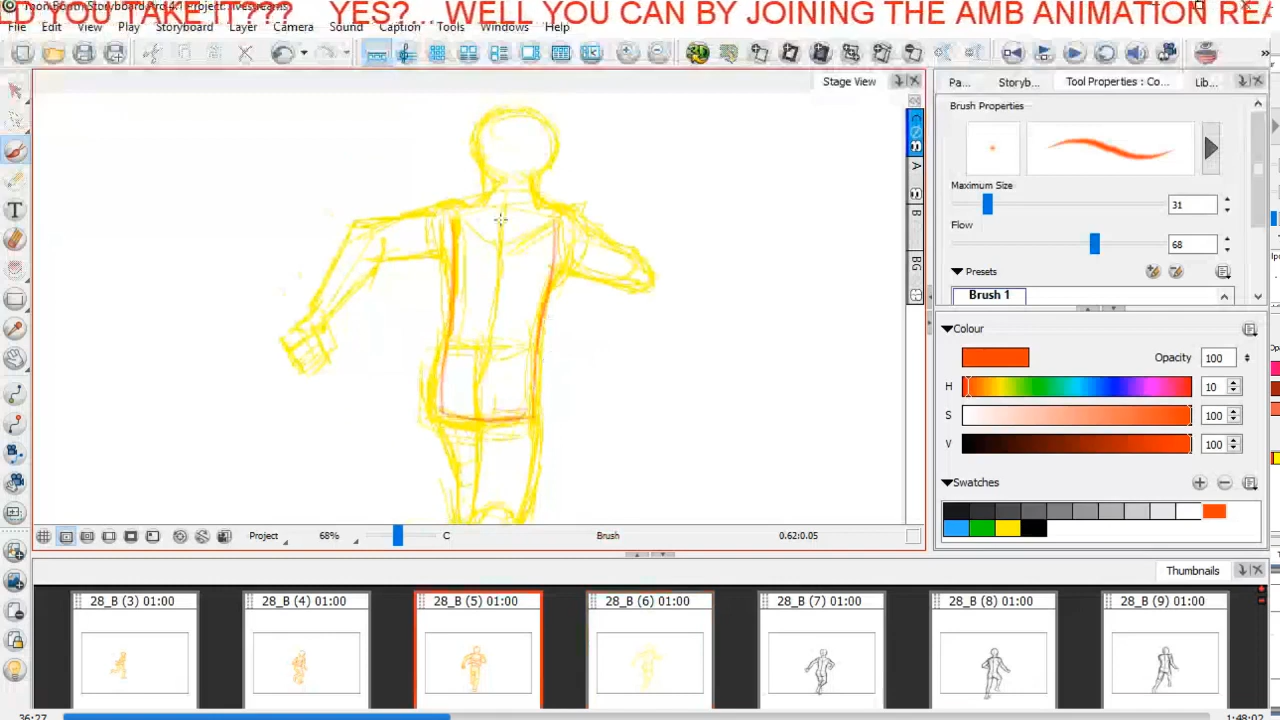 YES?... WELL YOU CAN BY JOINING THE AMB ANIMATION
File Edit View Play Storyboard Layer Camera Sound Caption Tools Windows Help
Stage View
Pa... Storyb... Tool Properties : Co... Lib...
Brush Properties
Maximum Size
31
Flow
68
Presets
Brush 1
Colour
Opacity 100
H 10
S 100
V 100
Swatches
C
A
B
BG
Project 68% C Brush 0.62:0.05
Thumbnails
28_B (3) 01:00 28_B (4) 01:00 28_B (5) 01:00 28_B (6) 01:00 28_B (7) 01:00 28_B (8) 01:00 28_B (9) 01:00
36:27 1:48:02